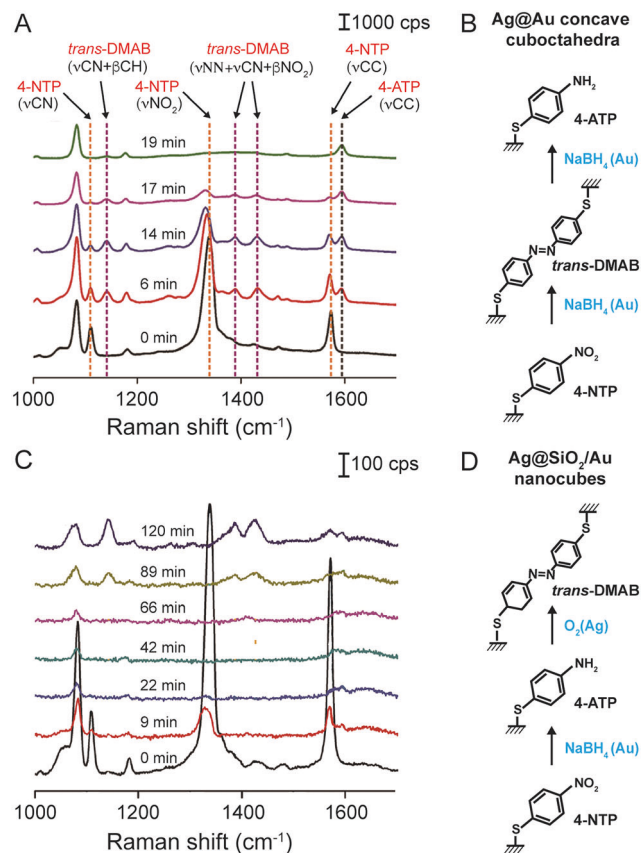 A
1000 cps
trans-DMAB
(νCN+βCH)
trans-DMAB
(νNN+νCN+βNO2)
4-NTP
(νCN)
4-NTP
(νNO2)
4-NTP
(νCC)
4-ATP
(νCC)
19 min
17 min
14 min
6 min
0 min
1000 1200 1400 1600
Raman shift (cm-1)
B
Ag@Au concave
cuboctahedra
NH2
S
4-ATP
NaBH4 (Au)
S
N=N
trans-DMAB
S
NaBH4 (Au)
NO2
S
4-NTP
C
100 cps
120 min
89 min
66 min
42 min
22 min
9 min
0 min
1000 1200 1400 1600
Raman shift (cm-1)
D
Ag@SiO2/Au
nanocubes
S
N=N
trans-DMAB
S
O2(Ag)
NH2
S
4-ATP
NaBH4 (Au)
NO2
S
4-NTP